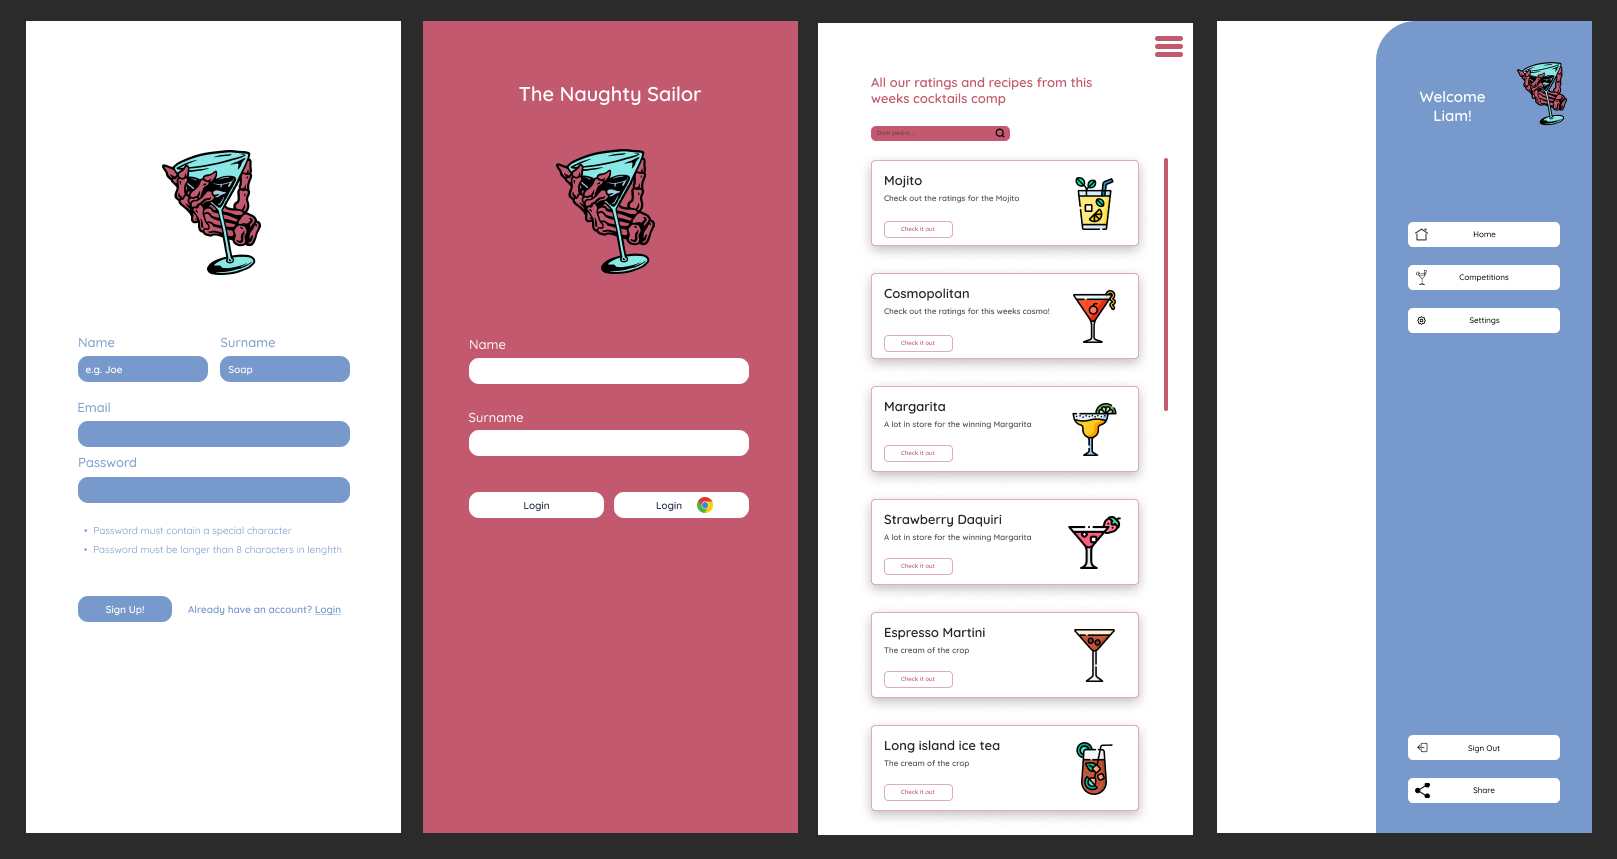 Name Surname
e.g. Joe Soap
Email
Password
• Password must contain a special character
• Password must be longer than 8 characters in lenghth
Sign Up! Already have an account? Login
The Naughty Sailor
Name
Surname
Login Login
All our ratings and recipes from this
weeks cocktails comp
Dom pedro....
Mojito
Check out the ratings for the Mojito
Check it out
Cosmopolitan
Check out the ratings for this weeks cosmo!
Check it out
Margarita
A lot in store for the winning Margarita
Check it out
Strawberry Daquiri
A lot in store for the winning Margarita
Check it out
Espresso Martini
The cream of the crop
Check it out
Long island ice tea
The cream of the crop
Check it out
Welcome
Liam!
Home
Competitions
Settings
Sign Out
Share